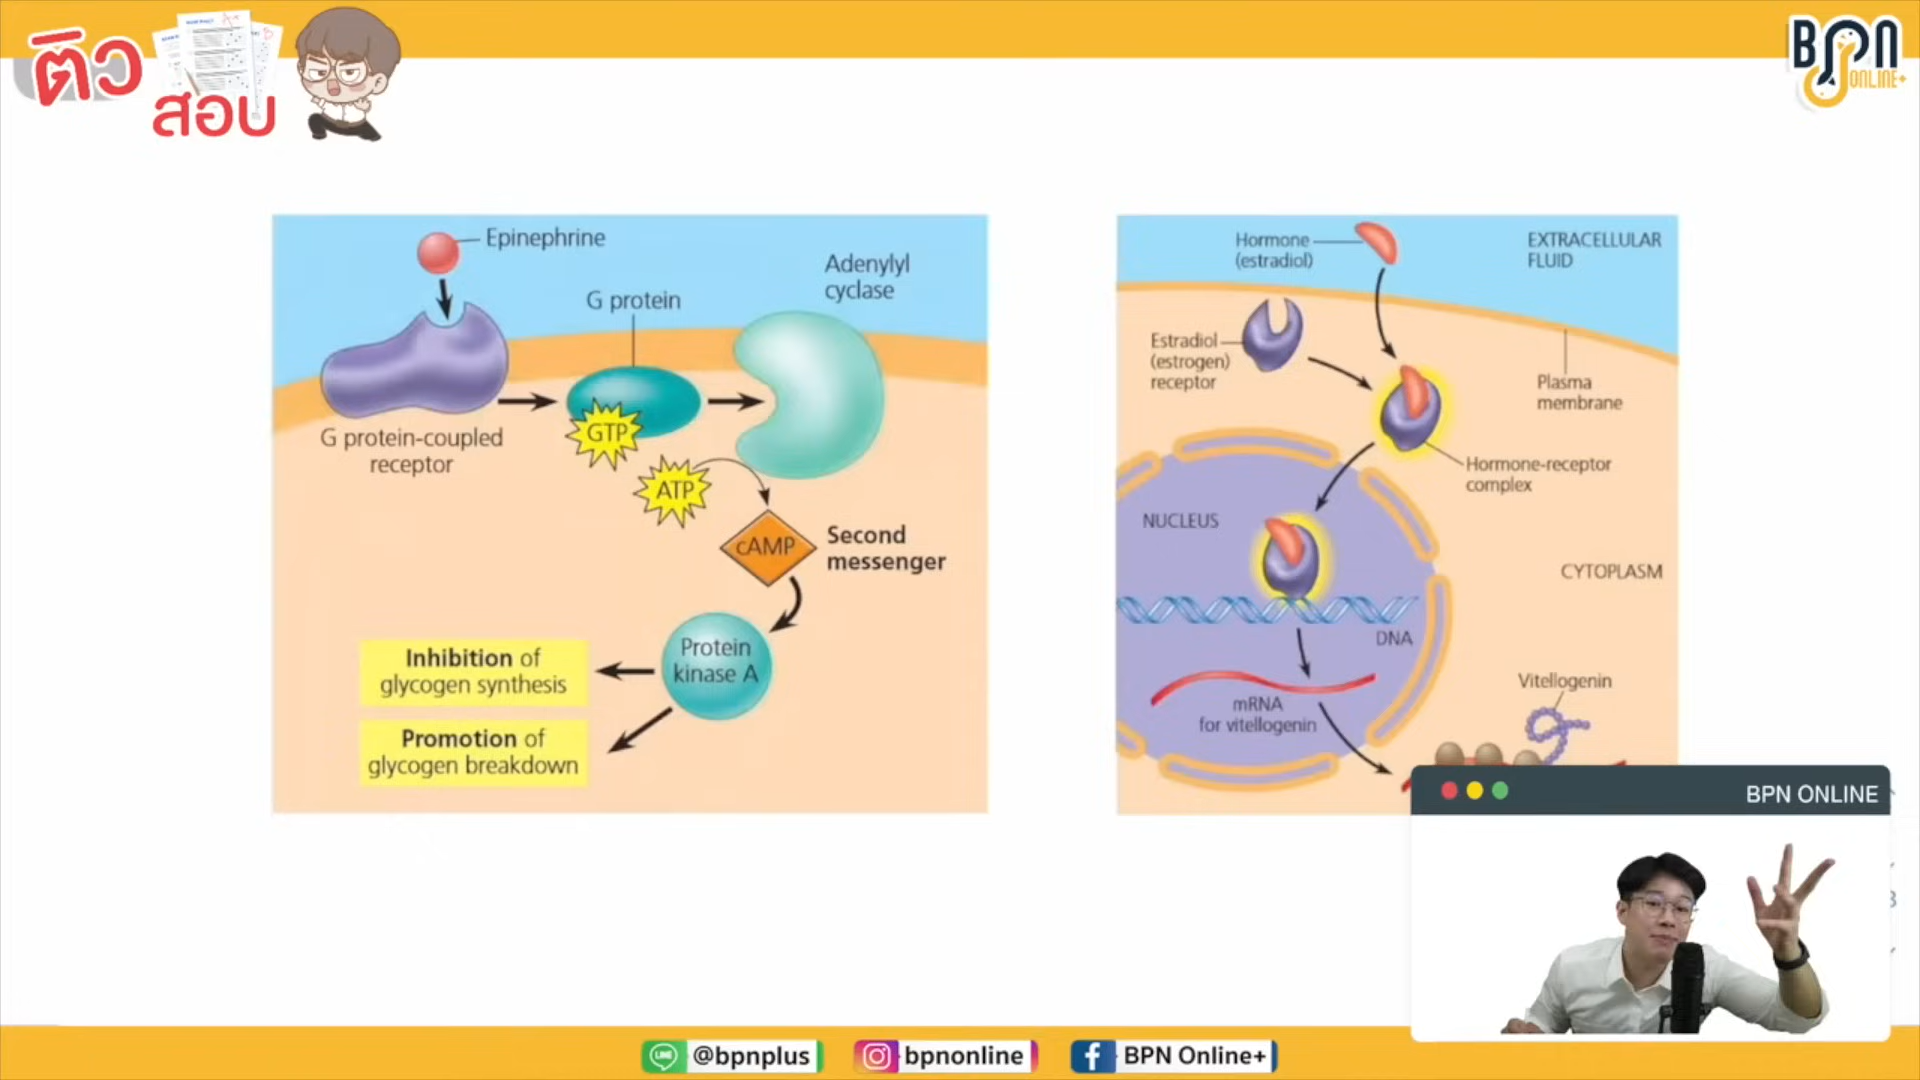 ติว
สอบ
BPN
ONLINE+
Epinephrine
G protein
Adenylyl
cyclase
G protein-coupled
receptor
GTP
ATP
cAMP
Second
messenger
Protein
kinase A
Inhibition of
glycogen synthesis
Promotion of
glycogen breakdown
Hormone
(estradiol)
EXTRACELLULAR
FLUID
Estradiol
(estrogen)
receptor
Plasma
membrane
Hormone-receptor
complex
NUCLEUS
CYTOPLASM
DNA
mRNA
for vitellogenin
Vitellogenin
BPN ONLINE
@bpnplus
bpnonline
BPN Online+